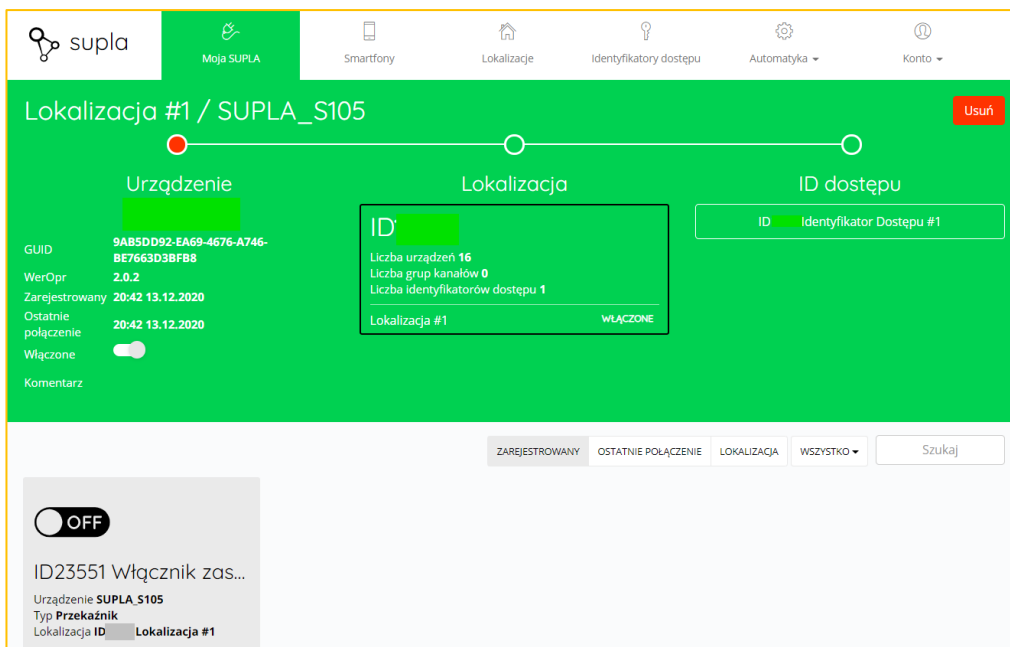 supla
Moja SUPLA
Smartfony
Lokalizacje
Identyfikatory dostępu
Automatyka
Konto
Lokalizacja #1 / SUPLA_S105
Usuń
Urządzenie
Lokalizacja
ID dostępu
GUID 9AB5DD92-EA69-4676-A746-
BE7663D3BFB8
WerOpr 2.0.2
Zarejestrowany 20:42 13.12.2020
Ostatnie
połączenie 20:42 13.12.2020
Włączone
Komentarz
ID
Liczba urządzeń 16
Liczba grup kanałów 0
Liczba identyfikatorów dostępu 1
Lokalizacja #1 WŁĄCZONE
ID Identyfikator Dostępu #1
ZAREJESTROWANY OSTATNIE POŁĄCZENIE LOKALIZACJA WSZYSTKO Szukaj
OFF
ID23551 Włącznik zas...
Urządzenie SUPLA_S105
Typ Przekaźnik
Lokalizacja ID Lokalizacja #1